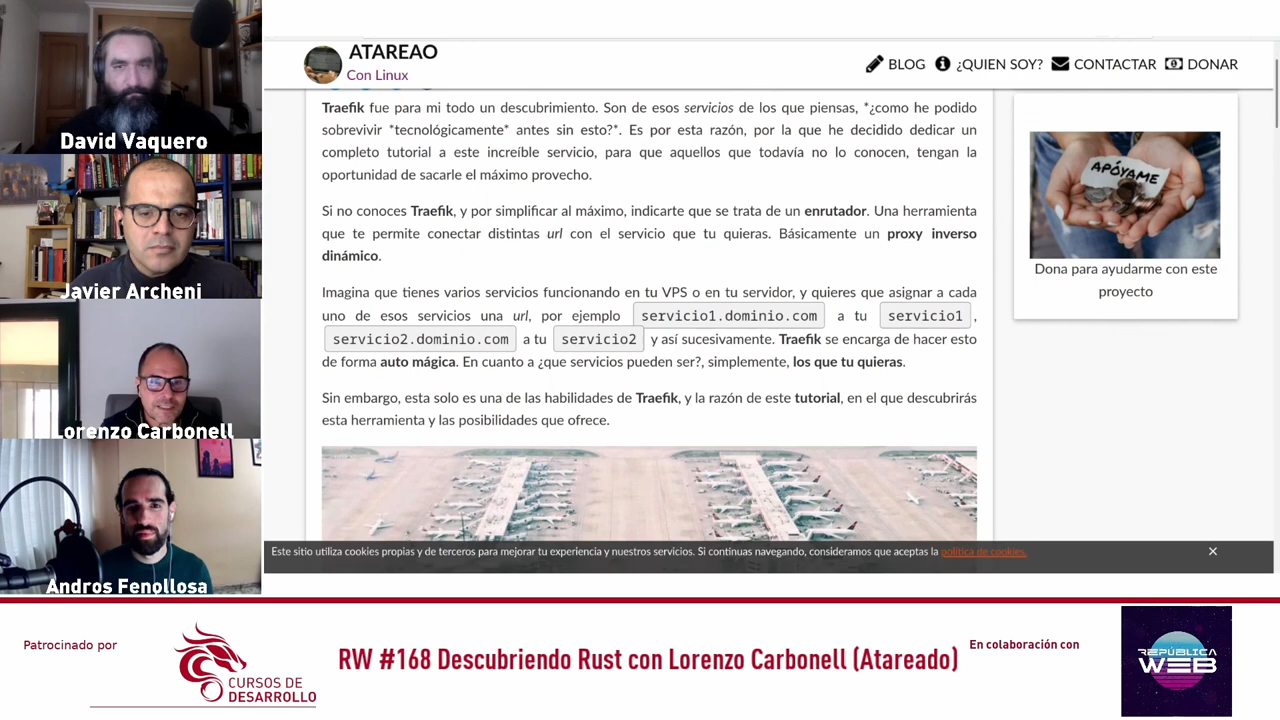 David Vaquero
Javier Archeni
Lorenzo Carbonell
Andros Fenollosa
ATAREAO
Con Linux
BLOG
¿QUIEN SOY?
CONTACTAR
DONAR
Traefik fue para mi todo un descubrimiento. Son de esos servicios de los que piensas, *¿como he podido
sobrevivir *tecnológicamente* antes sin esto?*. Es por esta razón, por la que he decidido dedicar un
completo tutorial a este increíble servicio, para que aquellos que todavía no lo conocen, tengan la
oportunidad de sacarle el máximo provecho.
Si no conoces Traefik, y por simplificar al máximo, indicarte que se trata de un enrutador. Una herramienta
que te permite conectar distintas url con el servicio que tu quieras. Básicamente un proxy inverso
dinámico.
Imagina que tienes varios servicios funcionando en tu VPS o en tu servidor, y quieres que asignar a cada
uno de esos servicios una url, por ejemplo servicio1.dominio.com a tu servicio1 ,
servicio2.dominio.com a tu servicio2 y así sucesivamente. Traefik se encarga de hacer esto
de forma auto mágica. En cuanto a ¿que servicios pueden ser?, simplemente, los que tu quieras.
Sin embargo, esta solo es una de las habilidades de Traefik, y la razón de este tutorial, en el que descubrirás
esta herramienta y las posibilidades que ofrece.
APÓYAME
Dona para ayudarme con este
proyecto
Este sitio utiliza cookies propias y de terceros para mejorar tu experiencia y nuestros servicios. Si continuas navegando, consideramos que aceptas la política de cookies.
Patrocinado por
CURSOS DE
DESARROLLO
RW #168 Descubriendo Rust con Lorenzo Carbonell (Atareado)
En colaboración con
REPÚBLICA
WEB